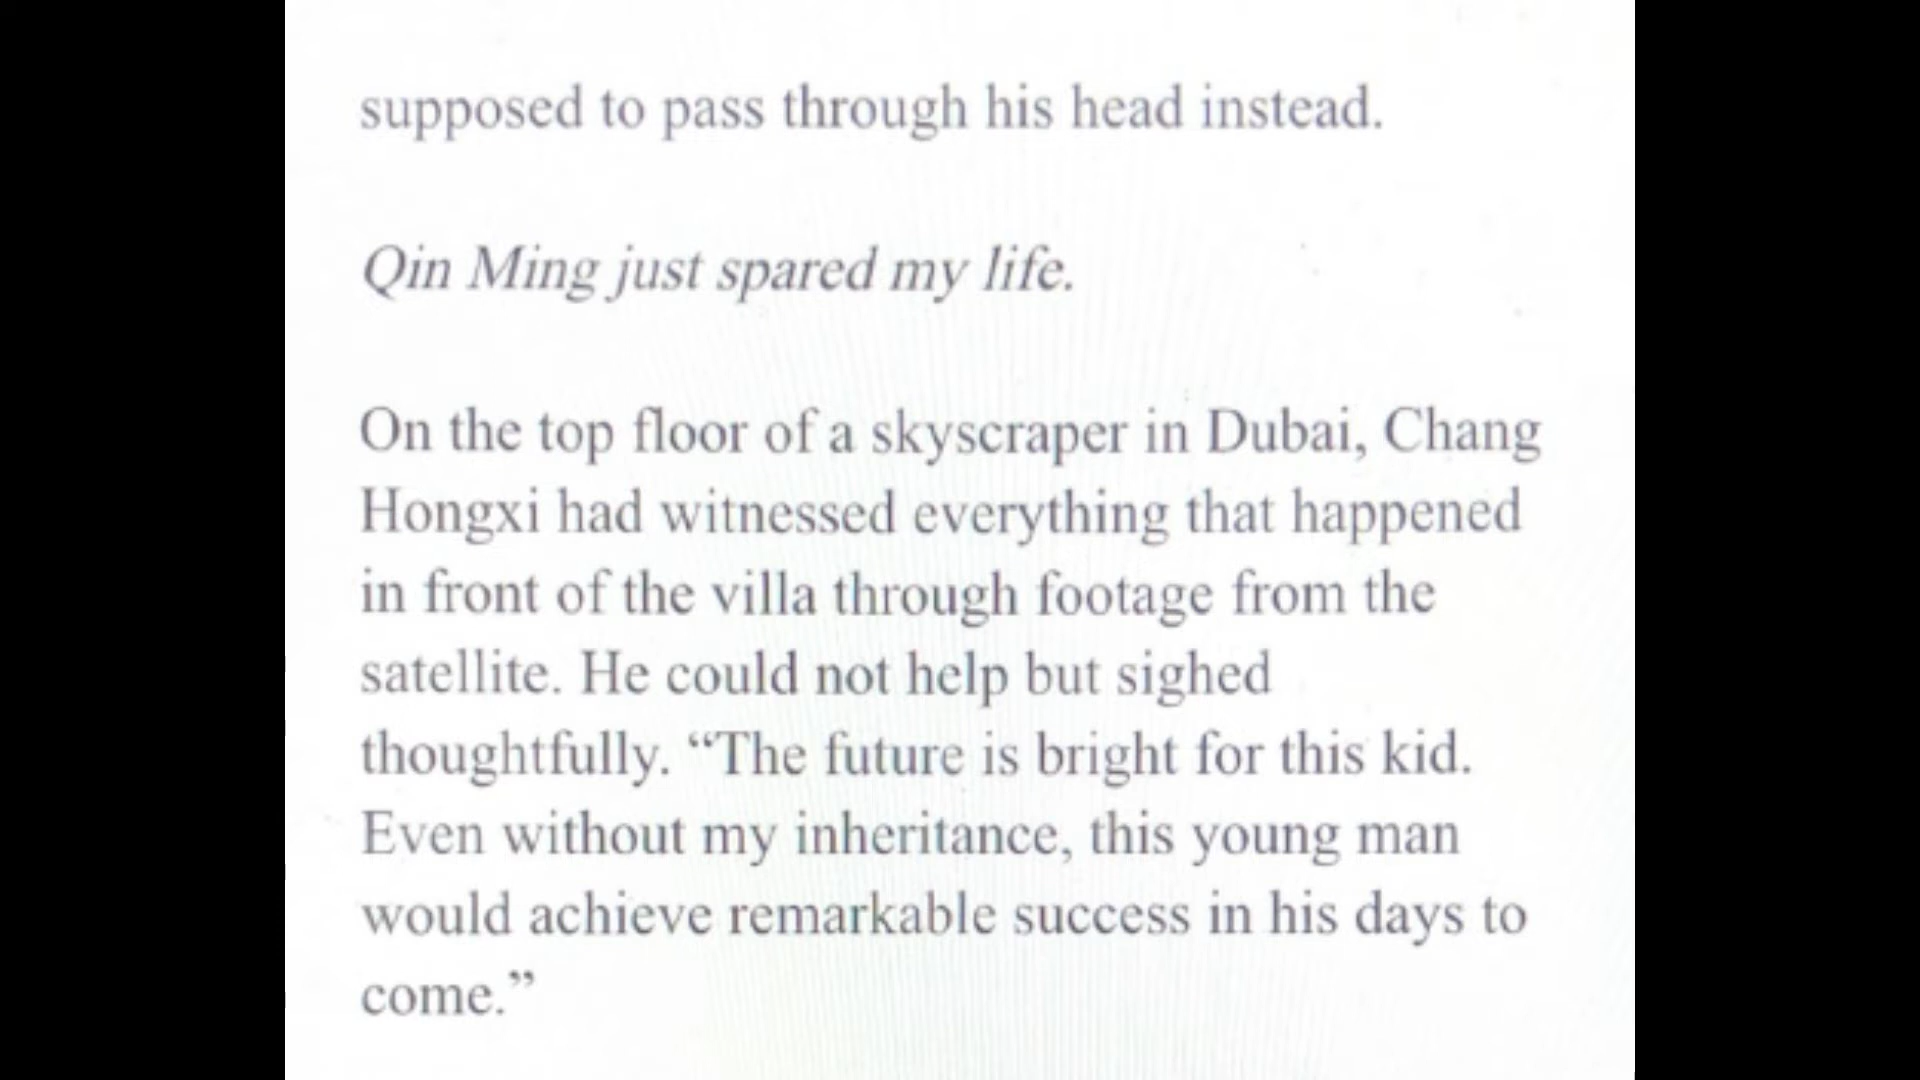 supposed to pass through his head instead.
Qin Ming just spared my life.
On the top floor of a skyscraper in Dubai, Chang
Hongxi had witnessed everything that happened
in front of the villa through footage from the
satellite. He could not help but sighed
thoughtfully. “The future is bright for this kid.
Even without my inheritance, this young man
would achieve remarkable success in his days to
come.”